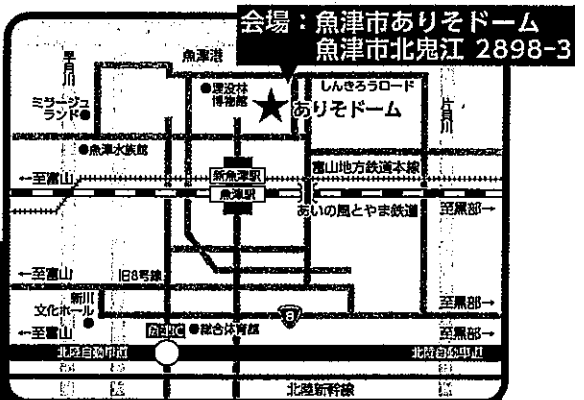 会場：魚津市ありそドーム
魚津市北鬼江 2898-3
早月川
魚津港
しんきろうロード
●埋没林
博物館
ありそドーム
ミラージュ
ランド●
片貝川
●魚津水族館
富山地方鉄道本線
←至富山
新魚津駅
魚津駅
あいの風とやま鉄道
至黒部→
←至富山
旧8号線
新川
文化ホール
●
8
至黒部→
←至富山
魚津IC
●総合体育館
至黒部→
北陸自動車道
北陸自動車道
北陸新幹線